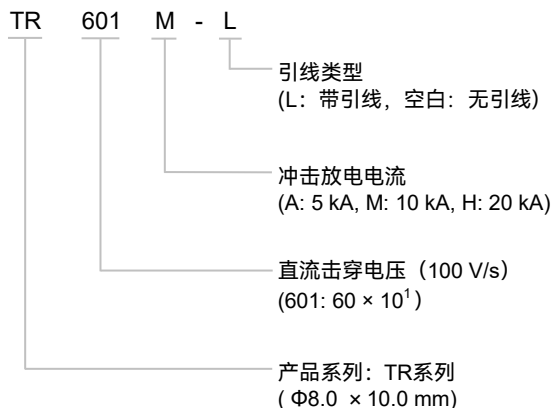 TR 601 M - L
引线类型
(L：带引线，空白：无引线)
冲击放电电流
(A: 5 kA, M: 10 kA, H: 20 kA)
直流击穿电压（100 V/s）
(601: 60 × 10¹ )
产品系列：TR系列
( Φ8.0 × 10.0 mm)